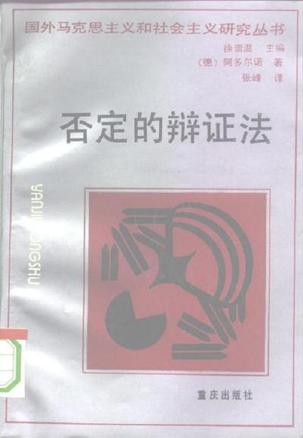 国外马克思主义和社会主义研究丛书
徐崇温 主编
(德) 阿多尔诺 著
张峰 译
否定的辩证法
YANJIUCONGSHU
重庆出版社